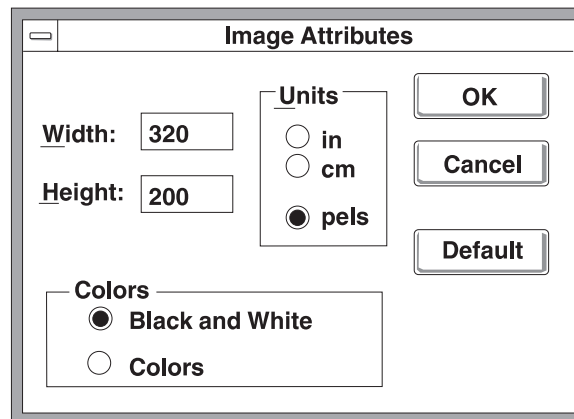 Image Attributes
Width: 320
Height: 200
Units
in
cm
pels
OK
Cancel
Default
Colors
Black and White
Colors